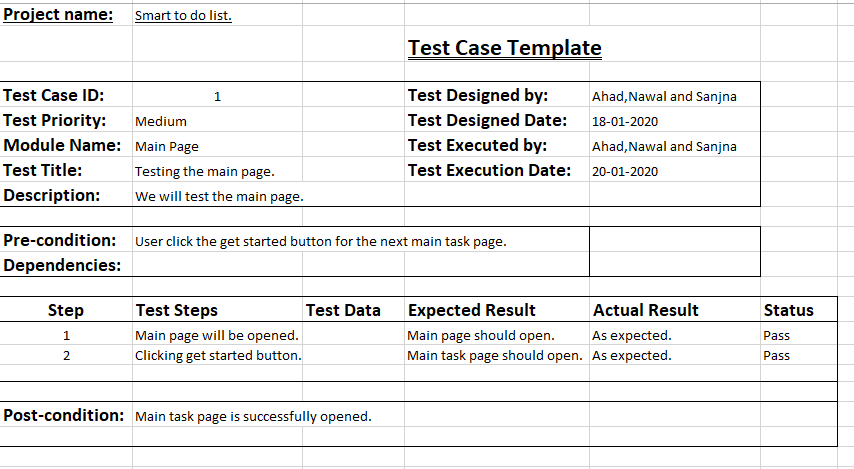 Project name: Smart to do list.
Test Case Template
Test Case ID: 1 Test Designed by: Ahad,Nawal and Sanjna
Test Priority: Medium Test Designed Date: 18-01-2020
Module Name: Main Page Test Executed by: Ahad,Nawal and Sanjna
Test Title: Testing the main page. Test Execution Date: 20-01-2020
Description: We will test the main page.
Pre-condition: User click the get started button for the next main task page.
Dependencies:
Step Test Steps Test Data Expected Result Actual Result Status
1 Main page will be opened. Main page should open. As expected. Pass
2 Clicking get started button. Main task page should open. As expected. Pass
Post-condition: Main task page is successfully opened.